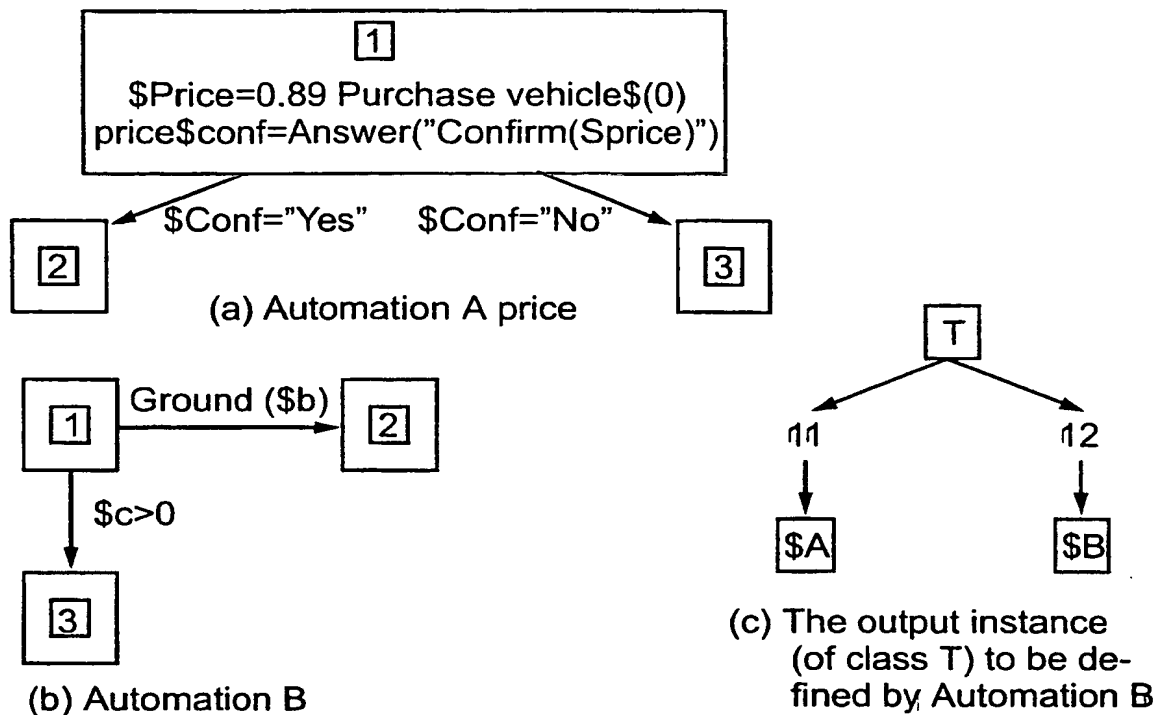 1
$Price=0.89 Purchase vehicle$(0)
price$conf=Answer("Confirm(Sprice)")
$Conf="Yes" $Conf="No"
2
3
(a) Automation A price
T
1 Ground ($b) 2
11 12
$c>0
$A $B
3
(c) The output instance
(of class T) to be de-
fined by Automation B
(b) Automation B